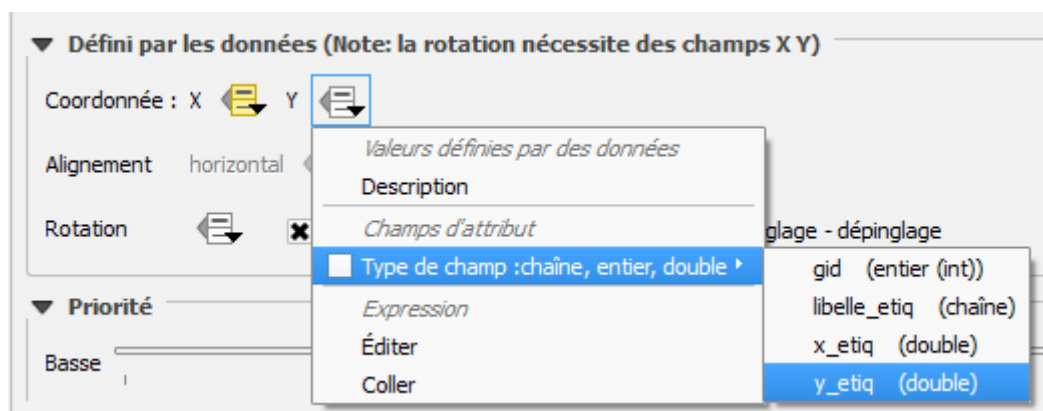 Défini par les données (Note: la rotation nécessite des champs X Y)
Coordonnée : X Y
Valeurs définies par des données
Alignement horizontal
Description
Rotation
Champs d'attribut
glage - dépinglage
Type de champ :chaîne, entier, double
gid (entier (int))
Priorité
Expression
libelle_etiq (chaîne)
Éditer
x_etiq (double)
Basse
Coller
y_etiq (double)